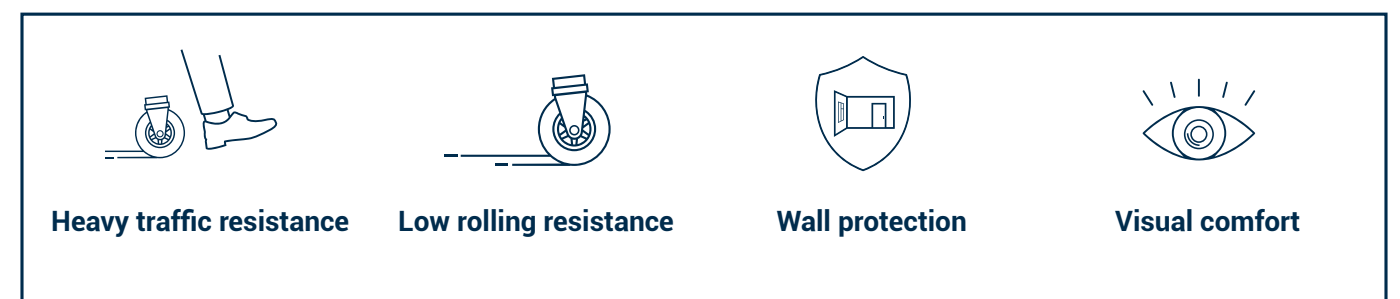 Heavy traffic resistance
Low rolling resistance
Wall protection
Visual comfort